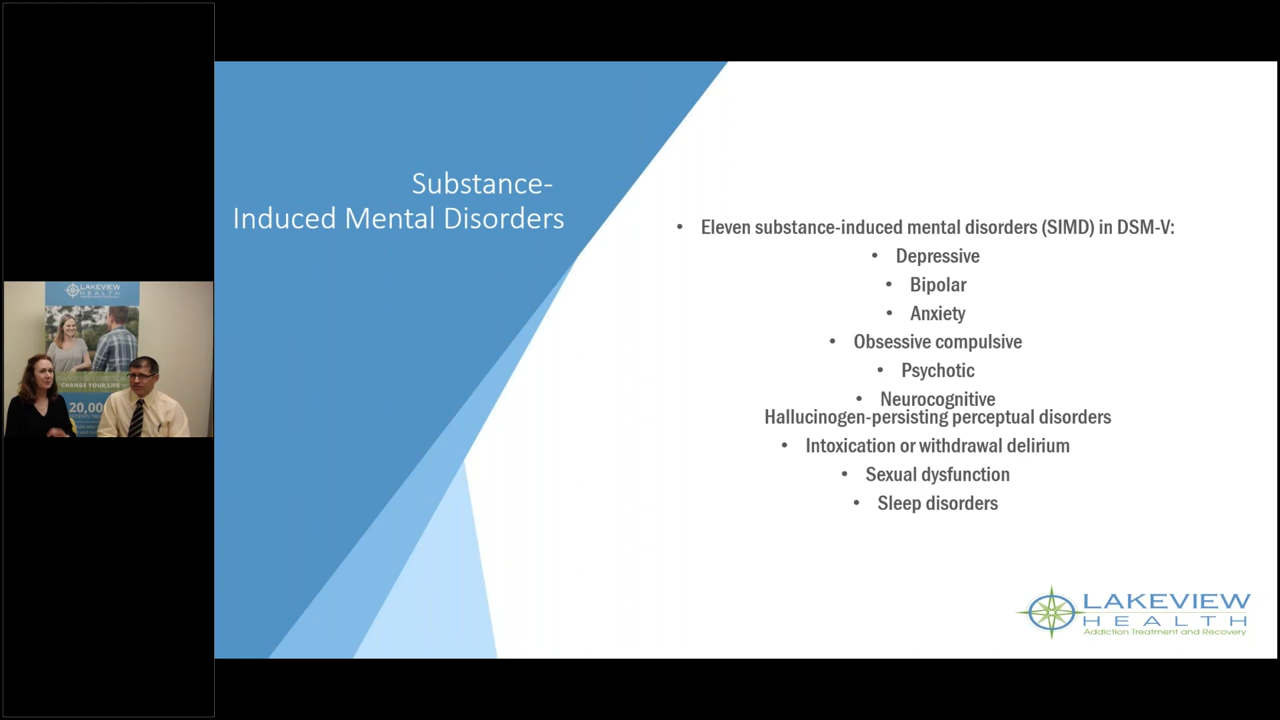 Substance-
Induced Mental Disorders
• Eleven substance-induced mental disorders (SIMD) in DSM-V:
• Depressive
• Bipolar
• Anxiety
• Obsessive compulsive
• Psychotic
• Neurocognitive
Hallucinogen-persisting perceptual disorders
• Intoxication or withdrawal delirium
• Sexual dysfunction
• Sleep disorders
LAKEVIEW
HEALTH
Addiction Treatment and Recovery
LAKEVIEW
HEALTH
CHANGE YOUR LIFE
20,00